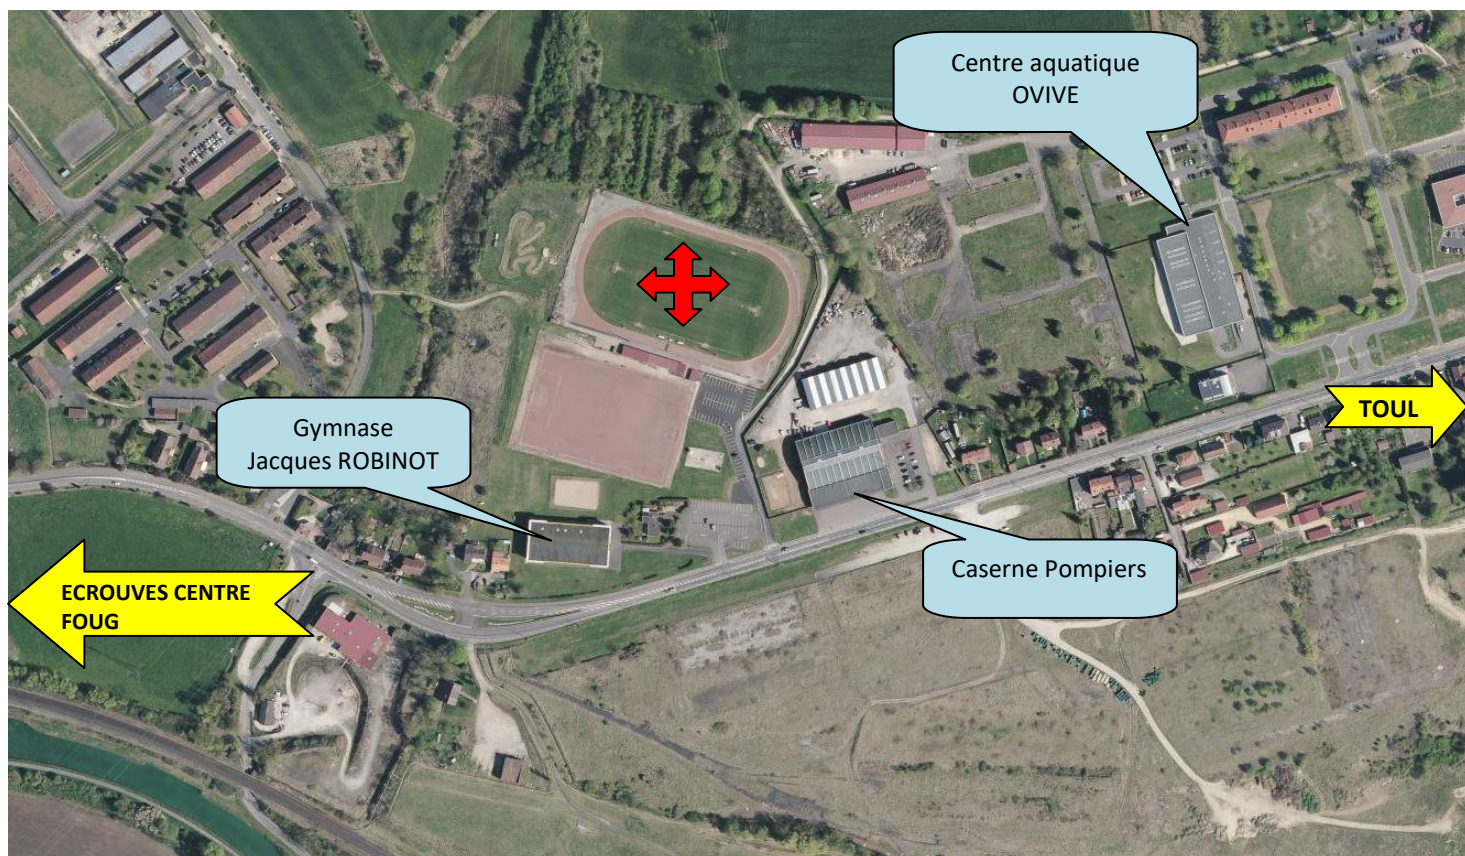 Centre aquatique
OVIVE
TOUL
Gymnase
Jacques ROBINOT
Caserne Pompiers
ECROUVES CENTRE
FOUG